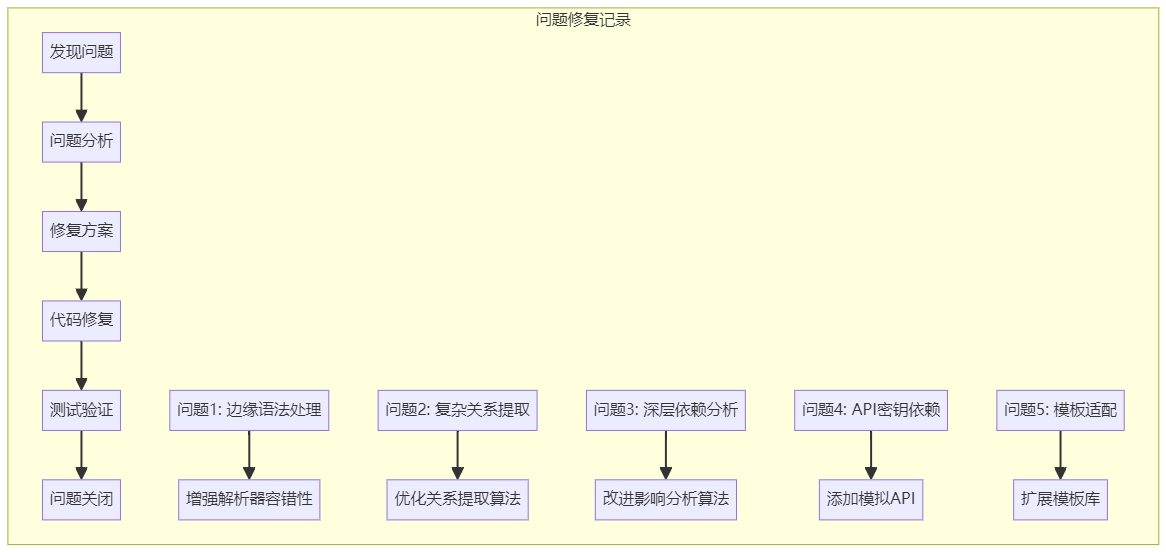 问题修复记录
发现问题
问题分析
修复方案
代码修复
测试验证
问题1: 边缘语法处理
问题2: 复杂关系提取
问题3: 深层依赖分析
问题4: API密钥依赖
问题5: 模板适配
问题关闭
增强解析器容错性
优化关系提取算法
改进影响分析算法
添加模拟API
扩展模板库